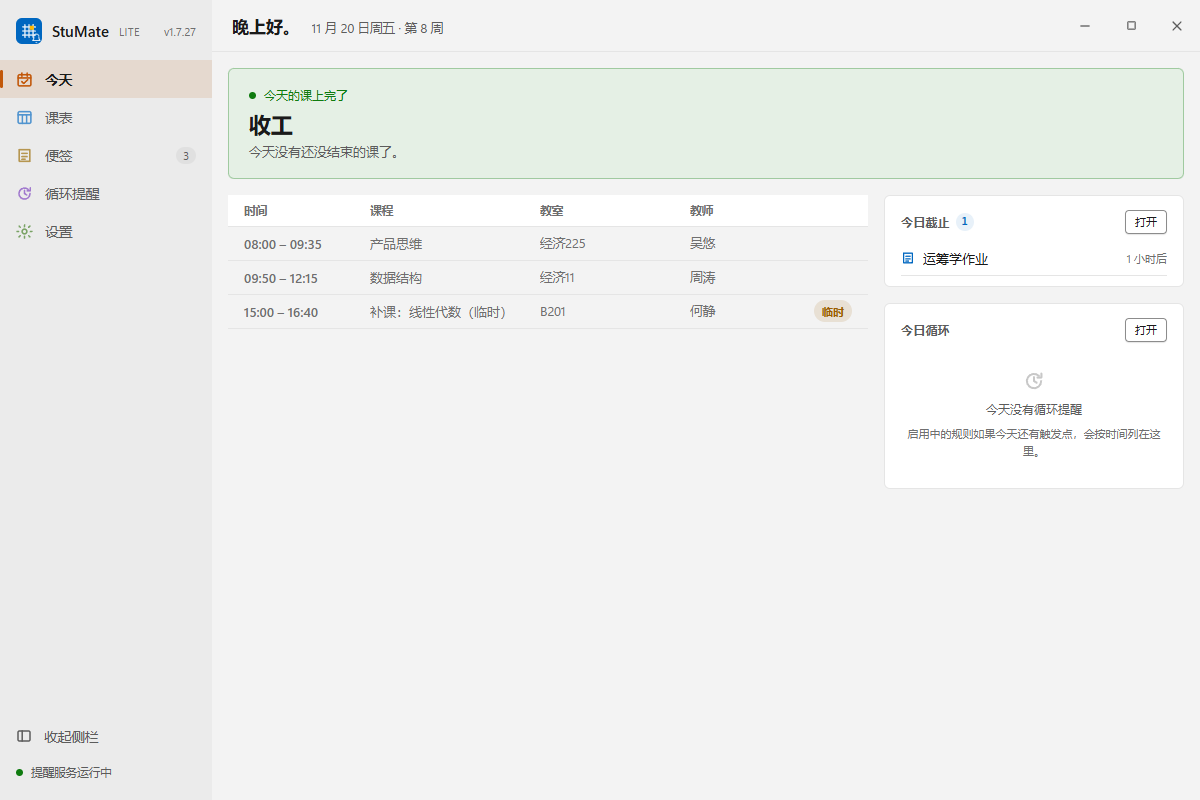 StuMate LITE v1.7.27
今天
课表
便签 3
循环提醒
设置
收起侧栏
提醒服务运行中
晚上好。 11 月 20 日周五 · 第 8 周
今天的课上完了
收工
今天没有还没结束的课了。
时间 课程 教室 教师
08:00 – 09:35 产品思维 经济225 吴悠
09:50 – 12:15 数据结构 经济11 周涛
15:00 – 16:40 补课：线性代数（临时） B201 何静 临时
今日截止 1 打开
运筹学作业 1 小时后
今日循环 打开
今天没有循环提醒
启用中的规则如果今天还有触发点，会按时间列在这
里。